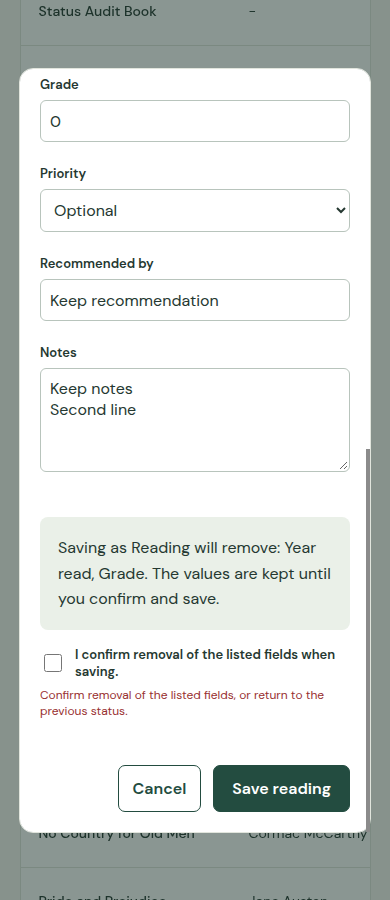 Status Audit Book –
Grade
0
Priority
Optional
Recommended by
Keep recommendation
Notes
Keep notes
Second line
Saving as Reading will remove: Year
read, Grade. The values are kept until
you confirm and save.
I confirm removal of the listed fields when
saving.
Confirm removal of the listed fields, or return to the
previous status.
Cancel Save reading
No Country for Old Men Cormac McCarthy
Pride and Prejudice Jane Austen